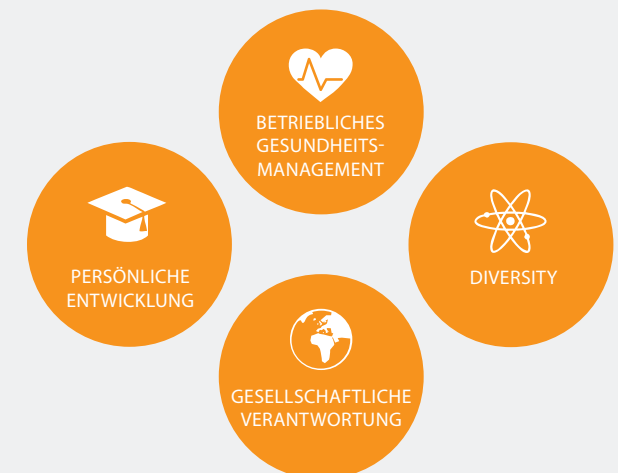 BETRIEBLICHES
GESUNDHEITS-
MANAGEMENT
PERSÖNLICHE
ENTWICKLUNG
DIVERSITY
GESELLSCHAFTLICHE
VERANTWORTUNG